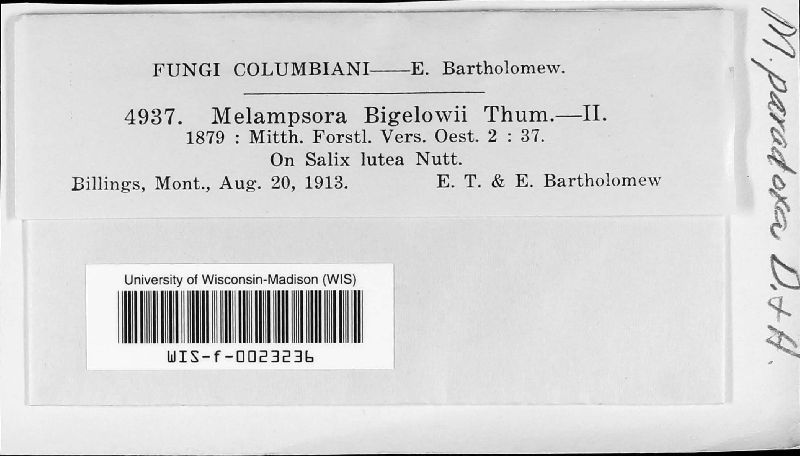 FUNGI COLUMBIANI——E. Bartholomew.
4937. Melampsora Bigelowii Thum.—II.
1879 : Mitth. Forstl. Vers. Oest. 2 : 37.
On Salix lutea Nutt.
Billings, Mont., Aug. 20, 1913. E. T. & E. Bartholomew
University of Wisconsin-Madison (WIS)
WIS-f-0023236
M. paradoxa D. + H.